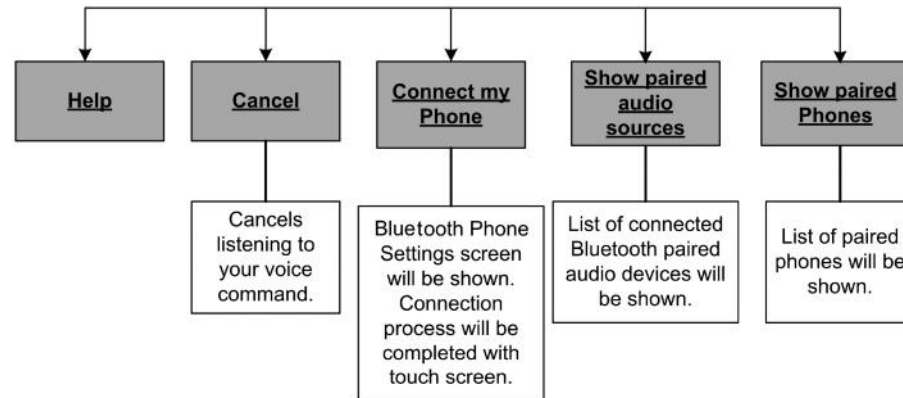 Help
Cancel
Connect my
Phone
Show paired
audio
sources
Show paired
Phones
Cancels
listening to
your voice
command.
Bluetooth Phone
Settings screen
will be shown.
Connection
process will be
completed with
touch screen.
List of connected
Bluetooth paired
audio devices will
be shown.
List of paired
phones will be
shown.